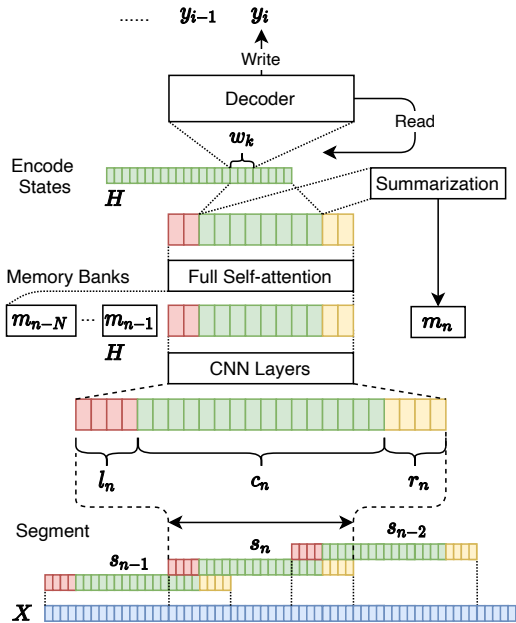 ...... y_{i-1} y_i
Write
Decoder
Read
w_k
Encode
States
H
Summarization
Memory Banks
Full Self-attention
m_{n-N} ... m_{n-1}
m_n
H
CNN Layers
l_n c_n r_n
Segment
s_{n-1} s_n s_{n-2}
X